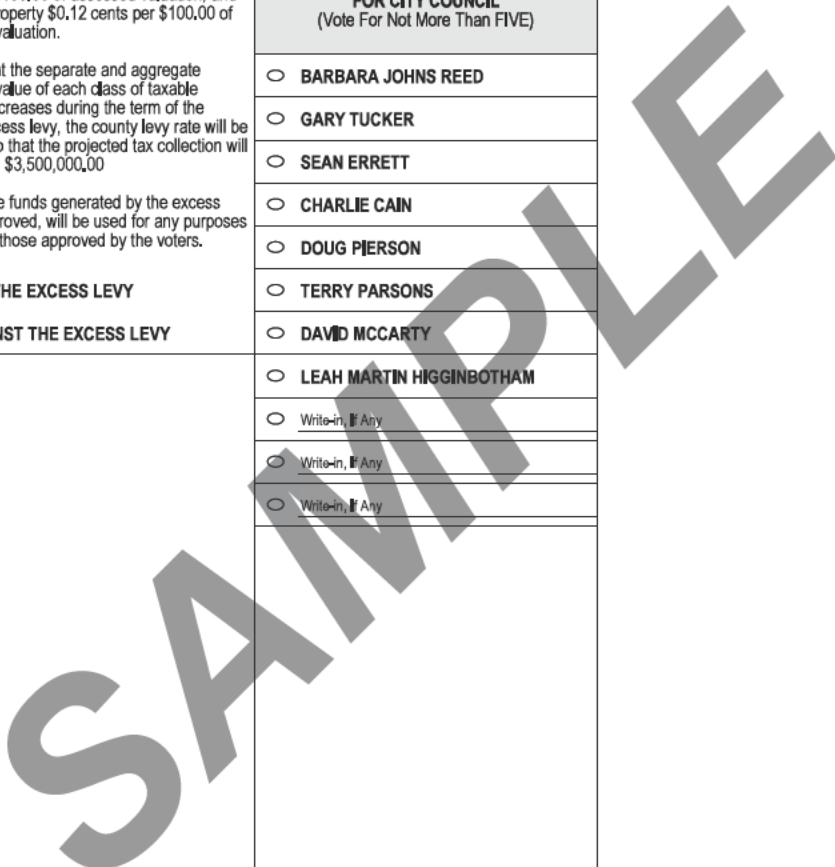 operty $0.12 cents per $100.00 of
aluation.
t the separate and aggregate
value of each class of taxable
creases during the term of the
cess levy, the county levy rate will be
o that the projected tax collection will
$3,500,000.00
e funds generated by the excess
roved, will be used for any purposes
those approved by the voters.
THE EXCESS LEVY
NST THE EXCESS LEVY
FOR CITY COUNCIL
(Vote For Not More Than FIVE)
BARBARA JOHNS REED
GARY TUCKER
SEAN ERRETT
CHARLIE CAIN
DOUG PIERSON
TERRY PARSONS
DAVID MCCARTY
LEAH MARTIN HIGGINBOTHAM
Write-in, If Any
Write-in, If Any
Write-in, If Any
SAMPLE